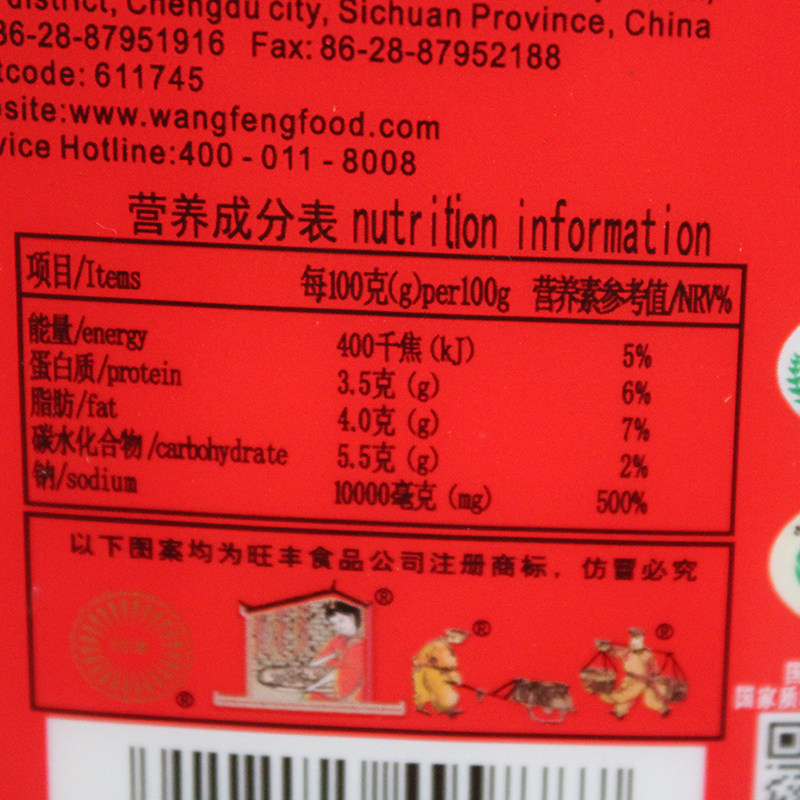 district, Chengdu city, Sichuan Province, China
86-28-87951916 Fax: 86-28-87952188
tcode: 611745
site:www.wangfengfood.com
vice Hotline:400-011-8008
营养成分表 nutrition information
项目/Items 每100克(g)per100g 营养素参考值/NRV%
能量/energy 400千焦(kJ) 5%
蛋白质/protein 3.5克(g) 6%
脂肪/fat 4.0克(g) 7%
碳水化合物/carbohydrate 5.5克(g) 2%
钠/sodium 10000毫克(mg) 500%
以下图案均为旺丰食品公司注册商标，仿冒必究
® ® ® ®
国
国家质